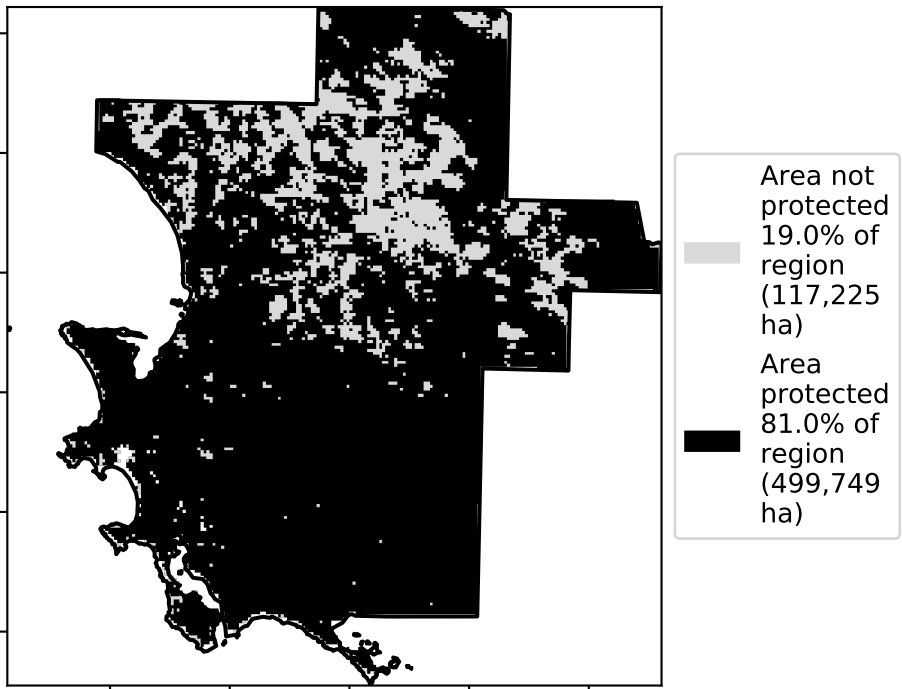 Area not
protected
19.0% of
region
(117,225
ha)
Area
protected
81.0% of
region
(499,749
ha)